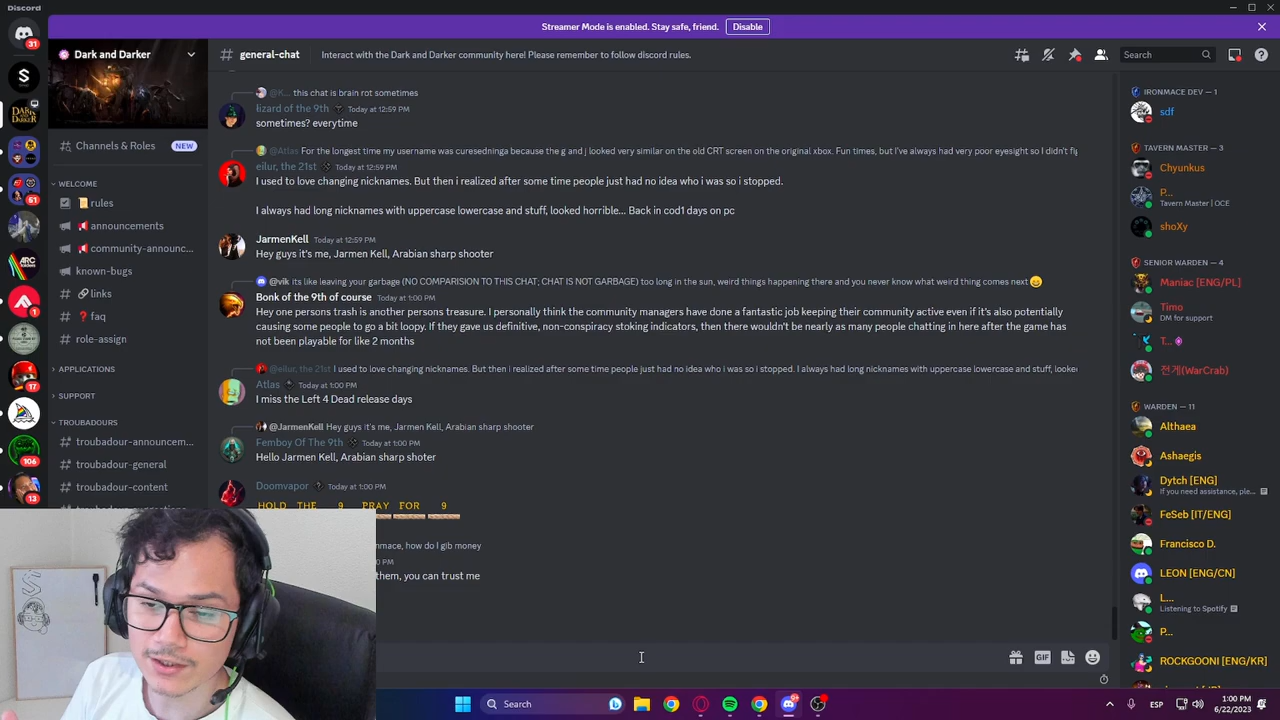 Discord
Streamer Mode is enabled. Stay safe, friend.
Disable
31
S
DARK AND DARKER
51
ARC
1
17
106
13
Dark and Darker
Channels & Roles
NEW
WELCOME
rules
announcements
community-announc...
known-bugs
links
faq
role-assign
APPLICATIONS
SUPPORT
TROUBADOURS
troubadour-announcem...
troubadour-general
troubadour-content
general-chat
Interact with the Dark and Darker community here! Please remember to follow discord rules.
Search
@K... this chat is brain rot sometimes
lizard of the 9th Today at 12:59 PM
sometimes? everytime
@Atlas For the longest time my username was curesedninga because the g and j looked very similar on the old CRT screen on the original xbox. Fun times, but I've always had very poor eyesight so I didn't fi
eilur, the 21st Today at 12:59 PM
I used to love changing nicknames. But then i realized after some time people just had no idea who i was so i stopped.
I always had long nicknames with uppercase lowercase and stuff, looked horrible... Back in cod1 days on pc
JarmenKell Today at 12:59 PM
Hey guys it's me, Jarmen Kell, Arabian sharp shooter
@vik its like leaving your garbage (NO COMPARISION TO THIS CHAT; CHAT IS NOT GARBAGE) too long in the sun, weird things happening there and you never know what weird thing comes next
Bonk of the 9th of course Today at 1:00 PM
Hey one persons trash is another persons treasure. I personally think the community managers have done a fantastic job keeping their community active even if it's also potentially
causing some people to go a bit loopy. If they gave us definitive, non-conspiracy stoking indicators, then there wouldn't be nearly as many people chatting in here after the game has
not been playable for like 2 months
@eilur, the 21st I used to love changing nicknames. But then i realized after some time people just had no idea who i was so i stopped. I always had long nicknames with uppercase lowercase and stuff, looked
Atlas Today at 1:00 PM
I miss the Left 4 Dead release days
@JarmenKell Hey guys it's me, Jarmen Kell, Arabian sharp shooter
Femboy Of The 9th Today at 1:00 PM
Hello Jarmen Kell, Arabian sharp shoter
Doomvapor Today at 1:00 PM
HOLD THE 9 PRAY FOR 9
nmace, how do I gib money
PM
them, you can trust me
GIF
IRONMACE DEV — 1
sdf
TAVERN MASTER — 3
Chyunkus
P...
Tavern Master | OCE
shoXy
SENIOR WARDEN — 4
Maniac [ENG/PL]
Timo
DM for support
T...
전게(WarCrab)
WARDEN — 11
Althaea
Ashaegis
Dytch [ENG]
If you need assistance, ple...
FeSeb [IT/ENG]
Francisco D.
LEON [ENG/CN]
L...
Listening to Spotify
P...
ROCKGOONI [ENG/KR]
Search
ESP
1:00 PM
6/22/2023